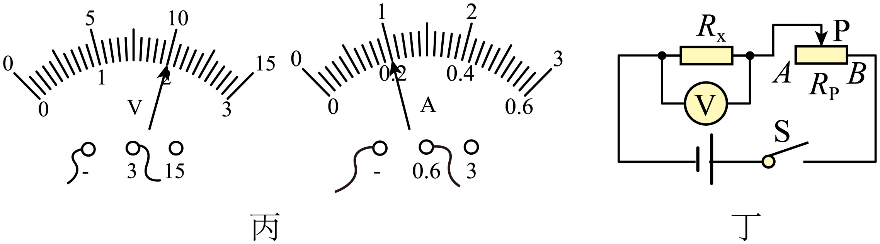 0 5 10 15
0 1 2 3
V
- 3 15
0 1 2 3
0 0.2 0.4 0.6
A
- 0.6 3
丙
Rx P
A RP B
V
S
丁